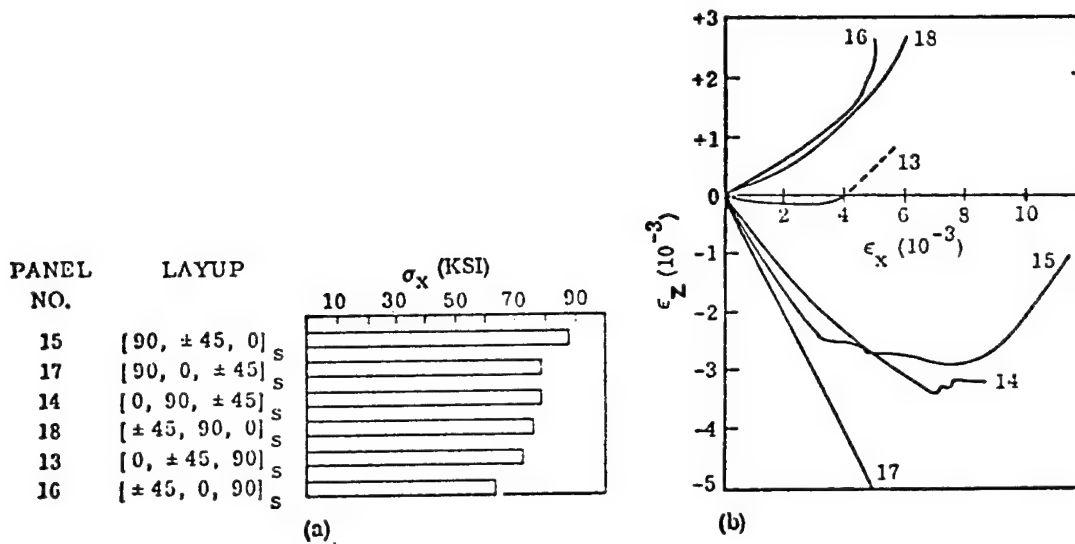 PANEL NO.
LAYUP
σx (KSI)
10 30 50 70 90
15 [90, ±45, 0]s
17 [90, 0, ±45]s
14 [0, 90, ±45]s
18 [±45, 90, 0]s
13 [0, ±45, 90]s
16 [±45, 0, 90]s
(a)
+3
+2
+1
0
-1
-2
-3
-4
-5
εz (10⁻³)
2 4 6 8 10
εx (10⁻³)
16
18
13
15
14
17
(b)